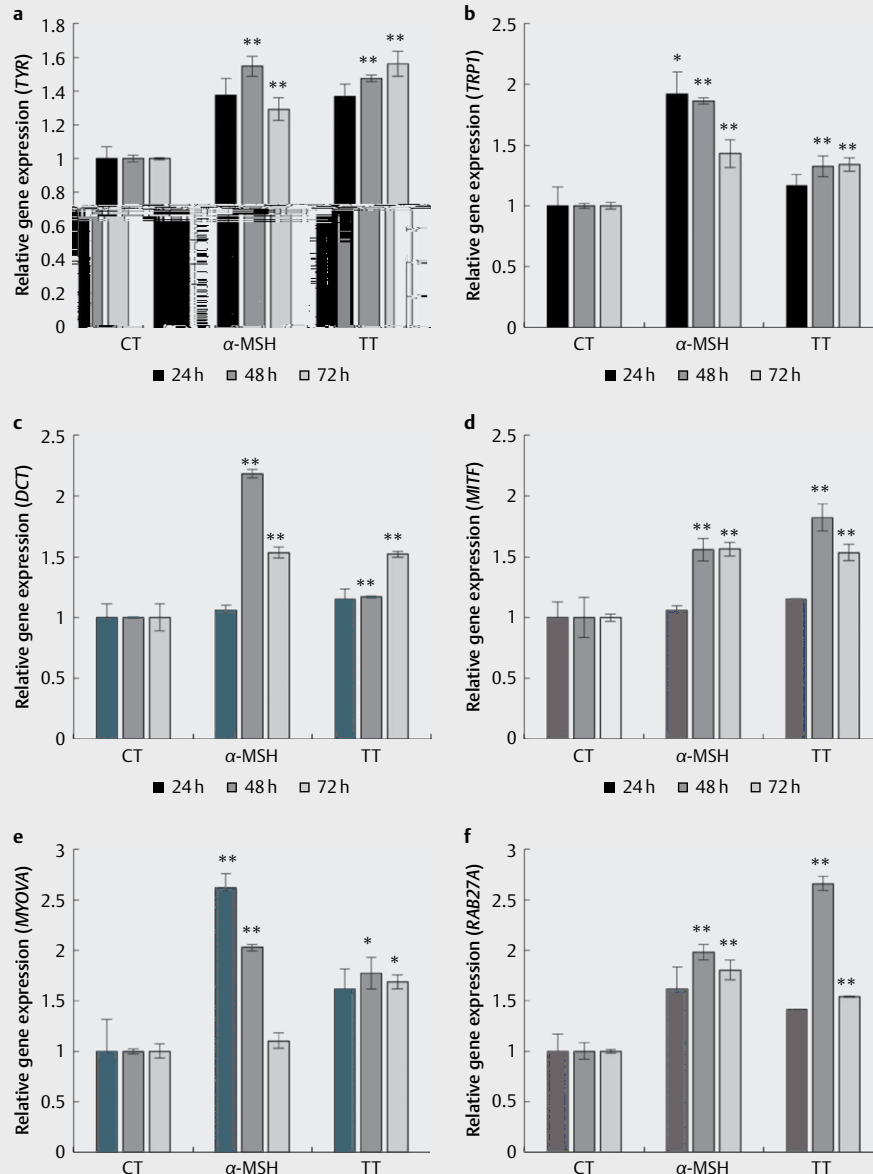 a
Relative gene expression (TYR)
1.8
1.6
1.4
1.2
1
0.8
0.6
0.4
0.2
0
** ** ** ** **
CT α-MSH TT
24 h 48 h 72 h
b
Relative gene expression (TRP1)
2.5
2
1.5
1
0.5
0
* ** ** ** **
CT α-MSH TT
24 h 48 h 72 h
c
Relative gene expression (DCT)
2.5
2
1.5
1
0.5
0
** ** ** **
CT α-MSH TT
24 h 48 h 72 h
d
Relative gene expression (MITF)
2.5
2
1.5
1
0.5
0
** ** ** **
CT α-MSH TT
24 h 48 h 72 h
e
Relative gene expression (MYOVA)
3
2.5
2
1.5
1
0.5
0
** ** * *
CT α-MSH TT
f
Relative gene expression (RAB27A)
3
2.5
2
1.5
1
0.5
0
** ** ** **
CT α-MSH TT